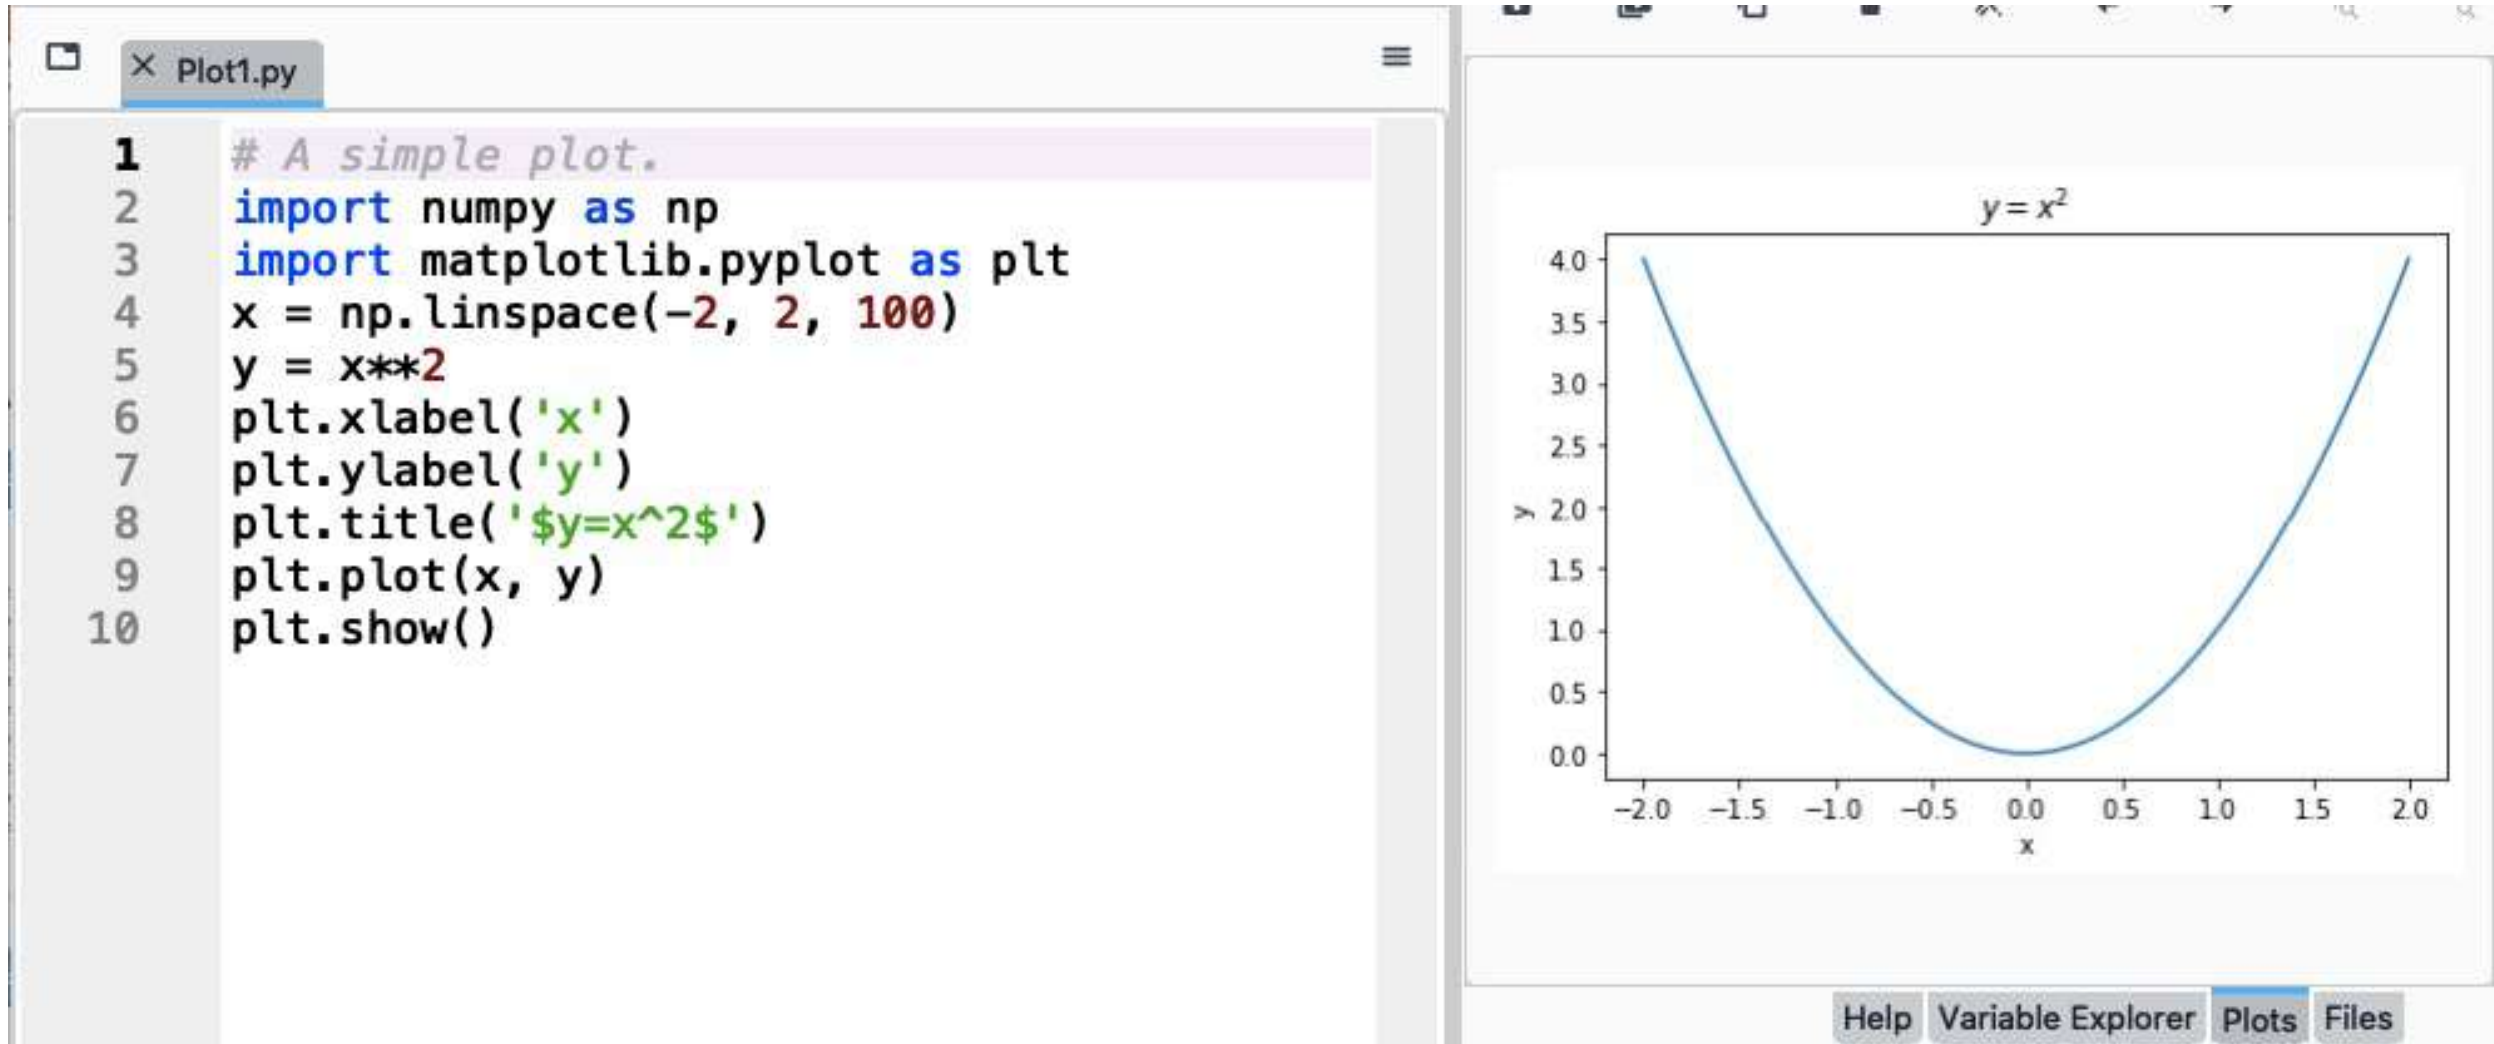 Plot1.py
1 # A simple plot.
2 import numpy as np
3 import matplotlib.pyplot as plt
4 x = np.linspace(-2, 2, 100)
5 y = x**2
6 plt.xlabel('x')
7 plt.ylabel('y')
8 plt.title('$y=x^2$')
9 plt.plot(x, y)
10 plt.show()
y = x²
4.0
3.5
3.0
2.5
2.0
1.5
1.0
0.5
0.0
y
−2.0 −1.5 −1.0 −0.5 0.0 0.5 1.0 1.5 2.0
x
Help Variable Explorer Plots Files